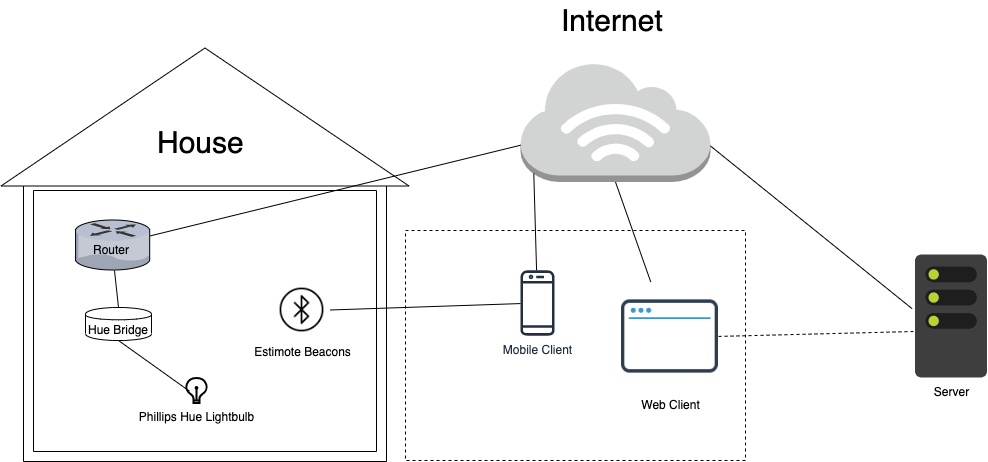 Internet
House
Router
Hue Bridge
Estimote Beacons
Mobile Client
Phillips Hue Lightbulb
Web Client
Server